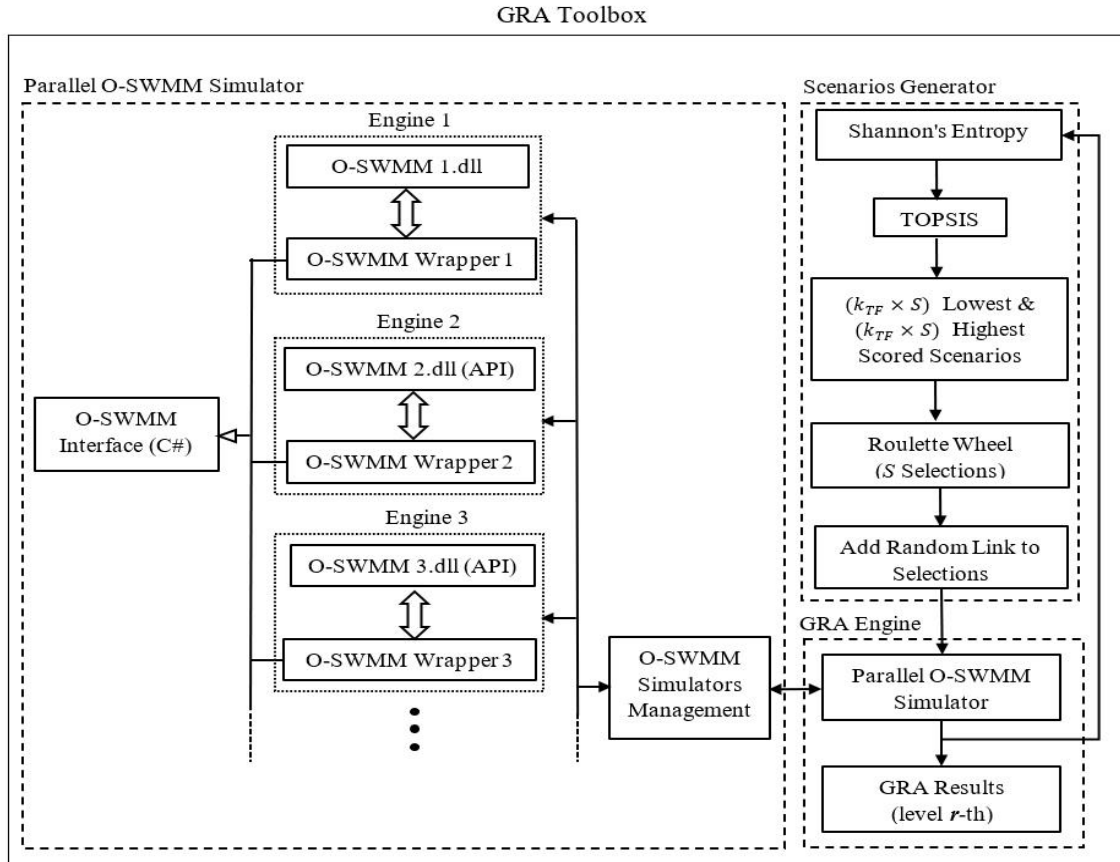 GRA Toolbox
Parallel O-SWMM Simulator
Engine 1
O-SWMM 1.dll
O-SWMM Wrapper 1
Engine 2
O-SWMM 2.dll (API)
O-SWMM Wrapper 2
Engine 3
O-SWMM 3.dll (API)
O-SWMM Wrapper 3
O-SWMM
Interface (C#)
O-SWMM
Simulators
Management
Scenarios Generator
Shannon's Entropy
TOPSIS
(k_TF × S) Lowest &
(k_TF × S) Highest
Scored Scenarios
Roulette Wheel
(S Selections)
Add Random Link to
Selections
GRA Engine
Parallel O-SWMM
Simulator
GRA Results
(level r-th)